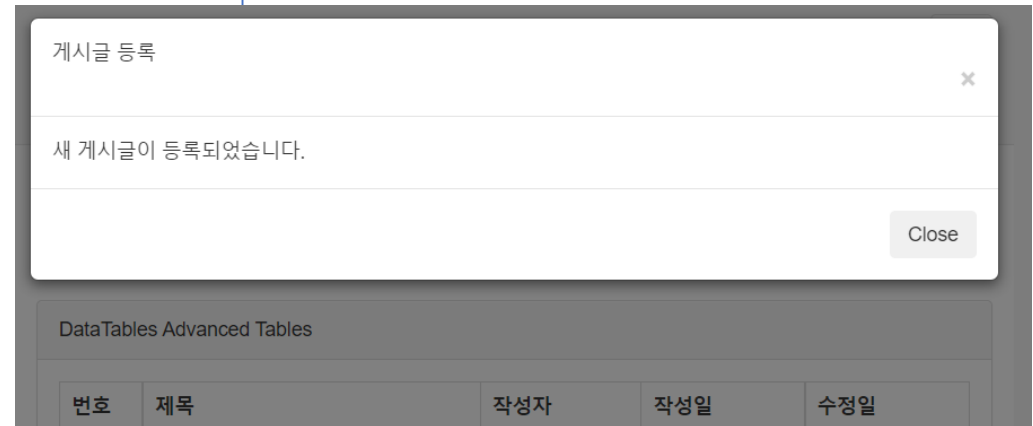 게시글 등록
×
새 게시글이 등록되었습니다.
Close
DataTables Advanced Tables
번호 제목 작성자 작성일 수정일